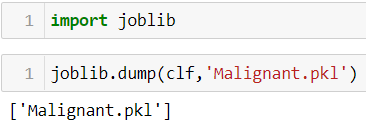 1 import joblib
1 joblib.dump(clf,'Malignant.pkl')
['Malignant.pkl']